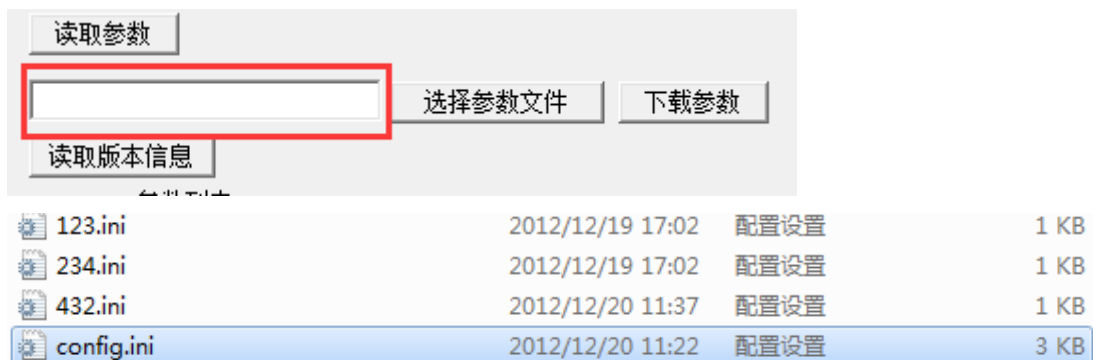 读取参数
选择参数文件 下载参数
读取版本信息
123.ini 2012/12/19 17:02 配置设置 1 KB
234.ini 2012/12/19 17:02 配置设置 1 KB
432.ini 2012/12/20 11:37 配置设置 1 KB
config.ini 2012/12/20 11:22 配置设置 3 KB